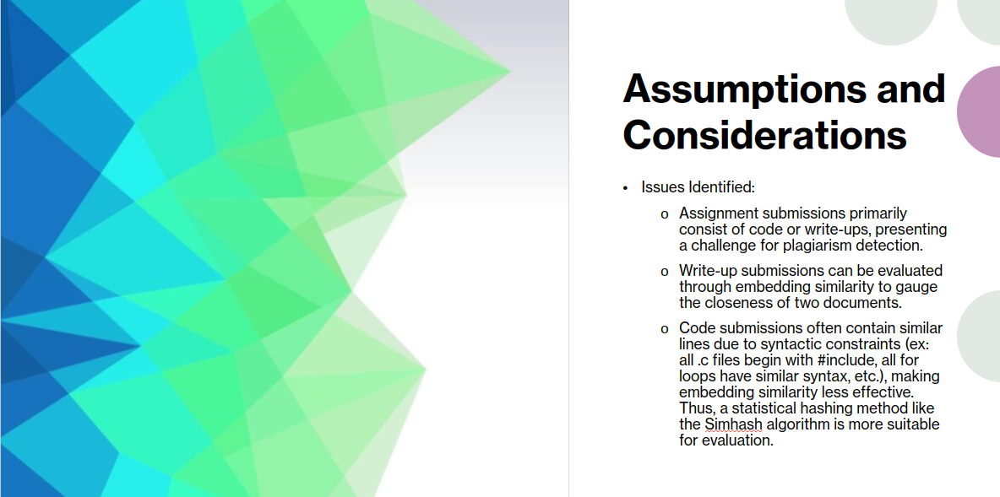 Assumptions and
Considerations
• Issues Identified:
o Assignment submissions primarily
consist of code or write-ups, presenting
a challenge for plagiarism detection.
o Write-up submissions can be evaluated
through embedding similarity to gauge
the closeness of two documents.
o Code submissions often contain similar
lines due to syntactic constraints (ex:
all .c files begin with #include, all for
loops have similar syntax, etc.), making
embedding similarity less effective.
Thus, a statistical hashing method like
the Simhash algorithm is more suitable
for evaluation.